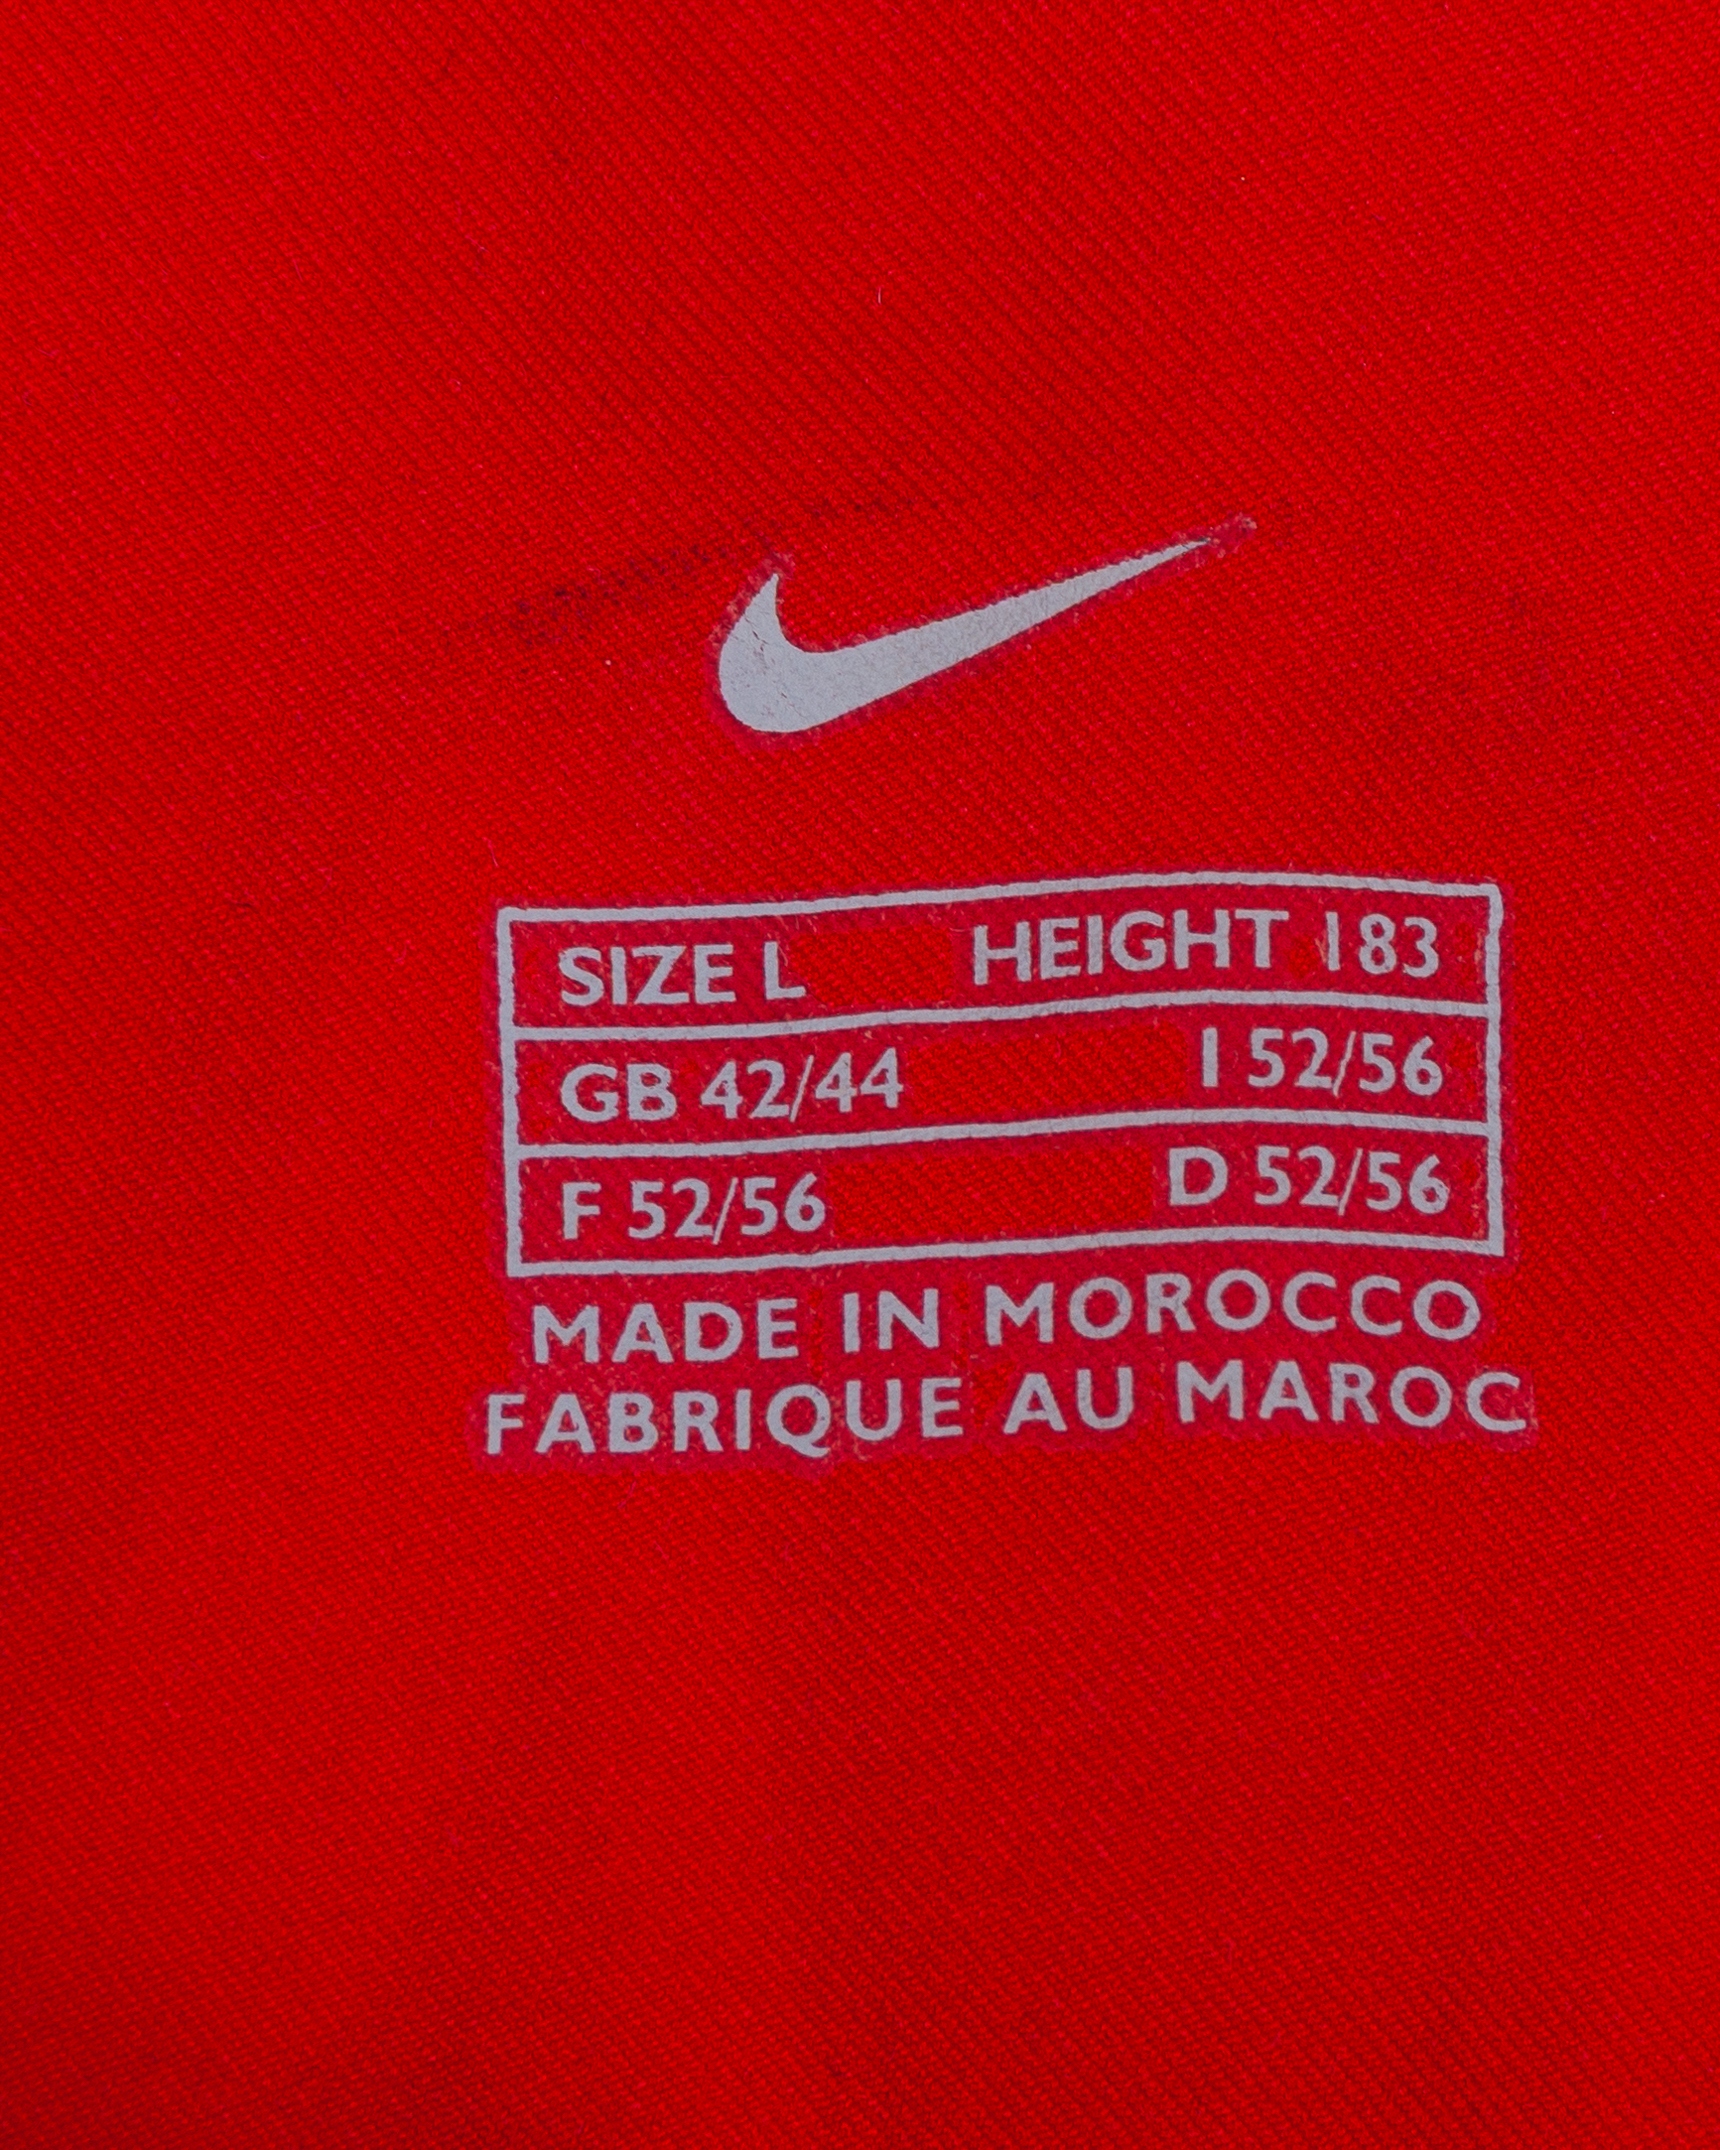 SIZE L HEIGHT 183
GB 42/44 I 52/56
F 52/56 D 52/56
MADE IN MOROCCO
FABRIQUE AU MAROC